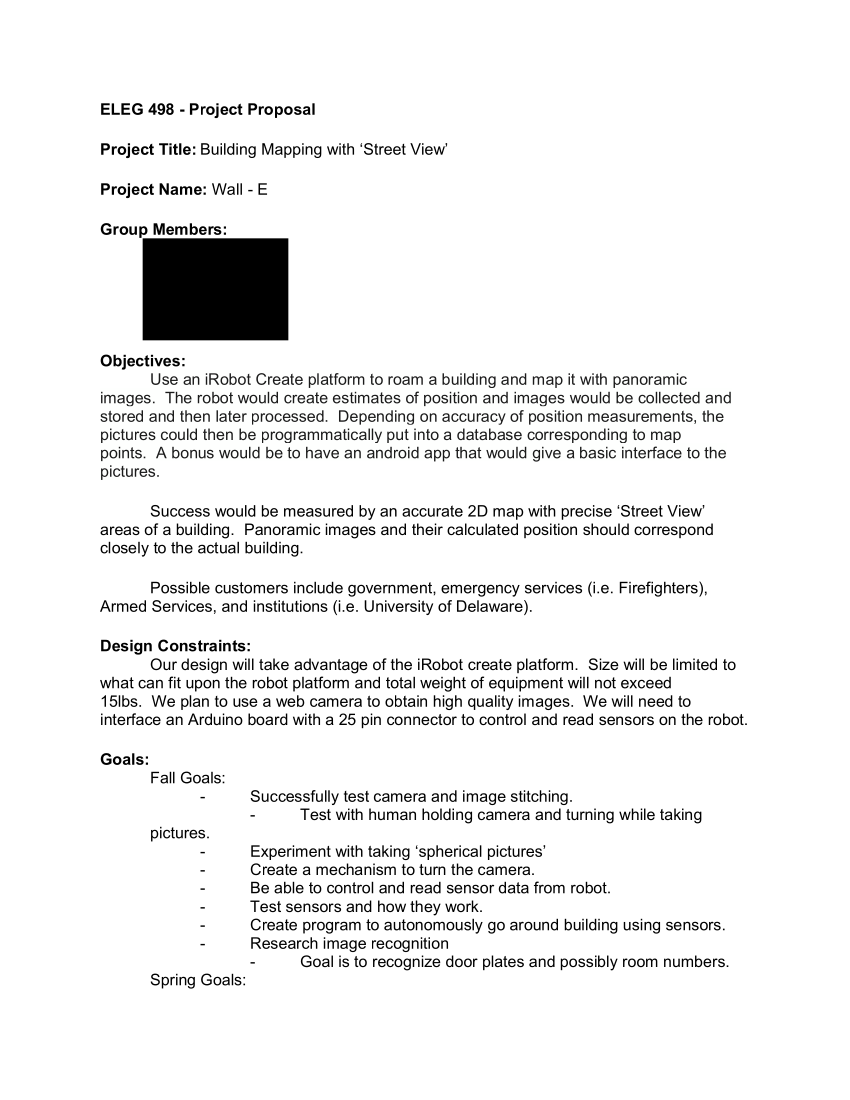 ELEG 498 - Project Proposal
Project Title: Building Mapping with ‘Street View’
Project Name: Wall - E
Group Members:
Objectives:
Use an iRobot Create platform to roam a building and map it with panoramic
images.  The robot would create estimates of position and images would be collected and
stored and then later processed.  Depending on accuracy of position measurements, the
pictures could then be programmatically put into a database corresponding to map
points.  A bonus would be to have an android app that would give a basic interface to the
pictures.
Success would be measured by an accurate 2D map with precise ‘Street View’
areas of a building.  Panoramic images and their calculated position should correspond
closely to the actual building.
Possible customers include government, emergency services (i.e. Firefighters),
Armed Services, and institutions (i.e. University of Delaware).
Design Constraints:
Our design will take advantage of the iRobot create platform.  Size will be limited to
what can fit upon the robot platform and total weight of equipment will not exceed
15lbs.  We plan to use a web camera to obtain high quality images.  We will need to
interface an Arduino board with a 25 pin connector to control and read sensors on the robot.
Goals:
Fall Goals:
- Successfully test camera and image stitching.
- Test with human holding camera and turning while taking
pictures.
- Experiment with taking ‘spherical pictures’
- Create a mechanism to turn the camera.
- Be able to control and read sensor data from robot.
- Test sensors and how they work.
- Create program to autonomously go around building using sensors.
- Research image recognition
- Goal is to recognize door plates and possibly room numbers.
Spring Goals: